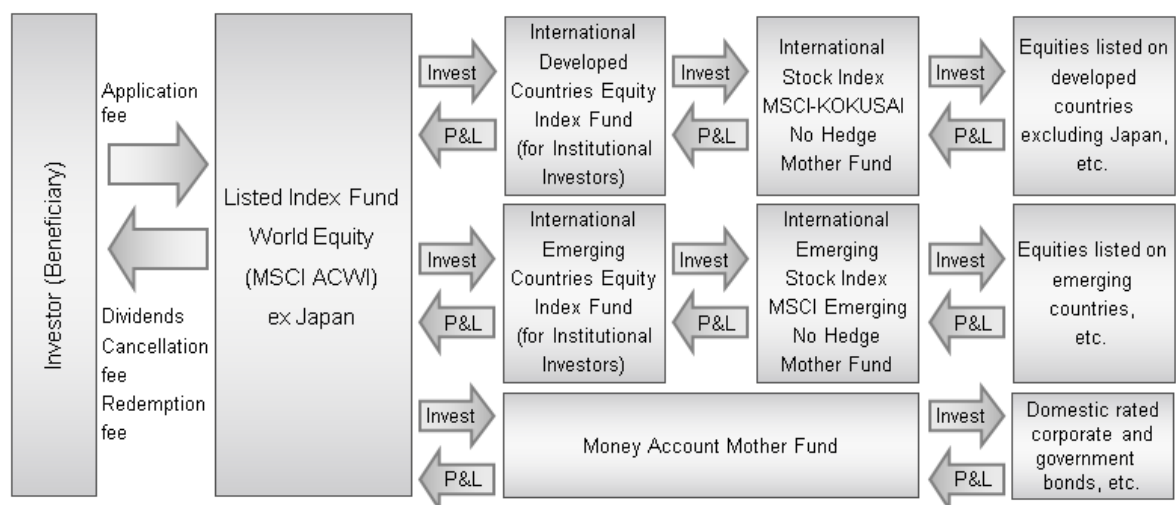 Investor (Beneficiary)
Application
fee
Dividends
Cancellation
fee
Redemption
fee
Listed Index Fund
World Equity
(MSCI ACWI)
ex Japan
Invest
P&L
International
Developed
Countries Equity
Index Fund
(for Institutional
Investors)
Invest
P&L
International
Stock Index
MSCI-KOKUSAI
No Hedge
Mother Fund
Invest
P&L
Equities listed on
developed
countries
excluding Japan,
etc.
Invest
P&L
International
Emerging
Countries Equity
Index Fund
(for Institutional
Investors)
Invest
P&L
International
Emerging
Stock Index
MSCI Emerging
No Hedge
Mother Fund
Invest
P&L
Equities listed on
emerging
countries,
etc.
Invest
P&L
Money Account Mother Fund
Invest
P&L
Domestic rated
corporate and
government
bonds, etc.